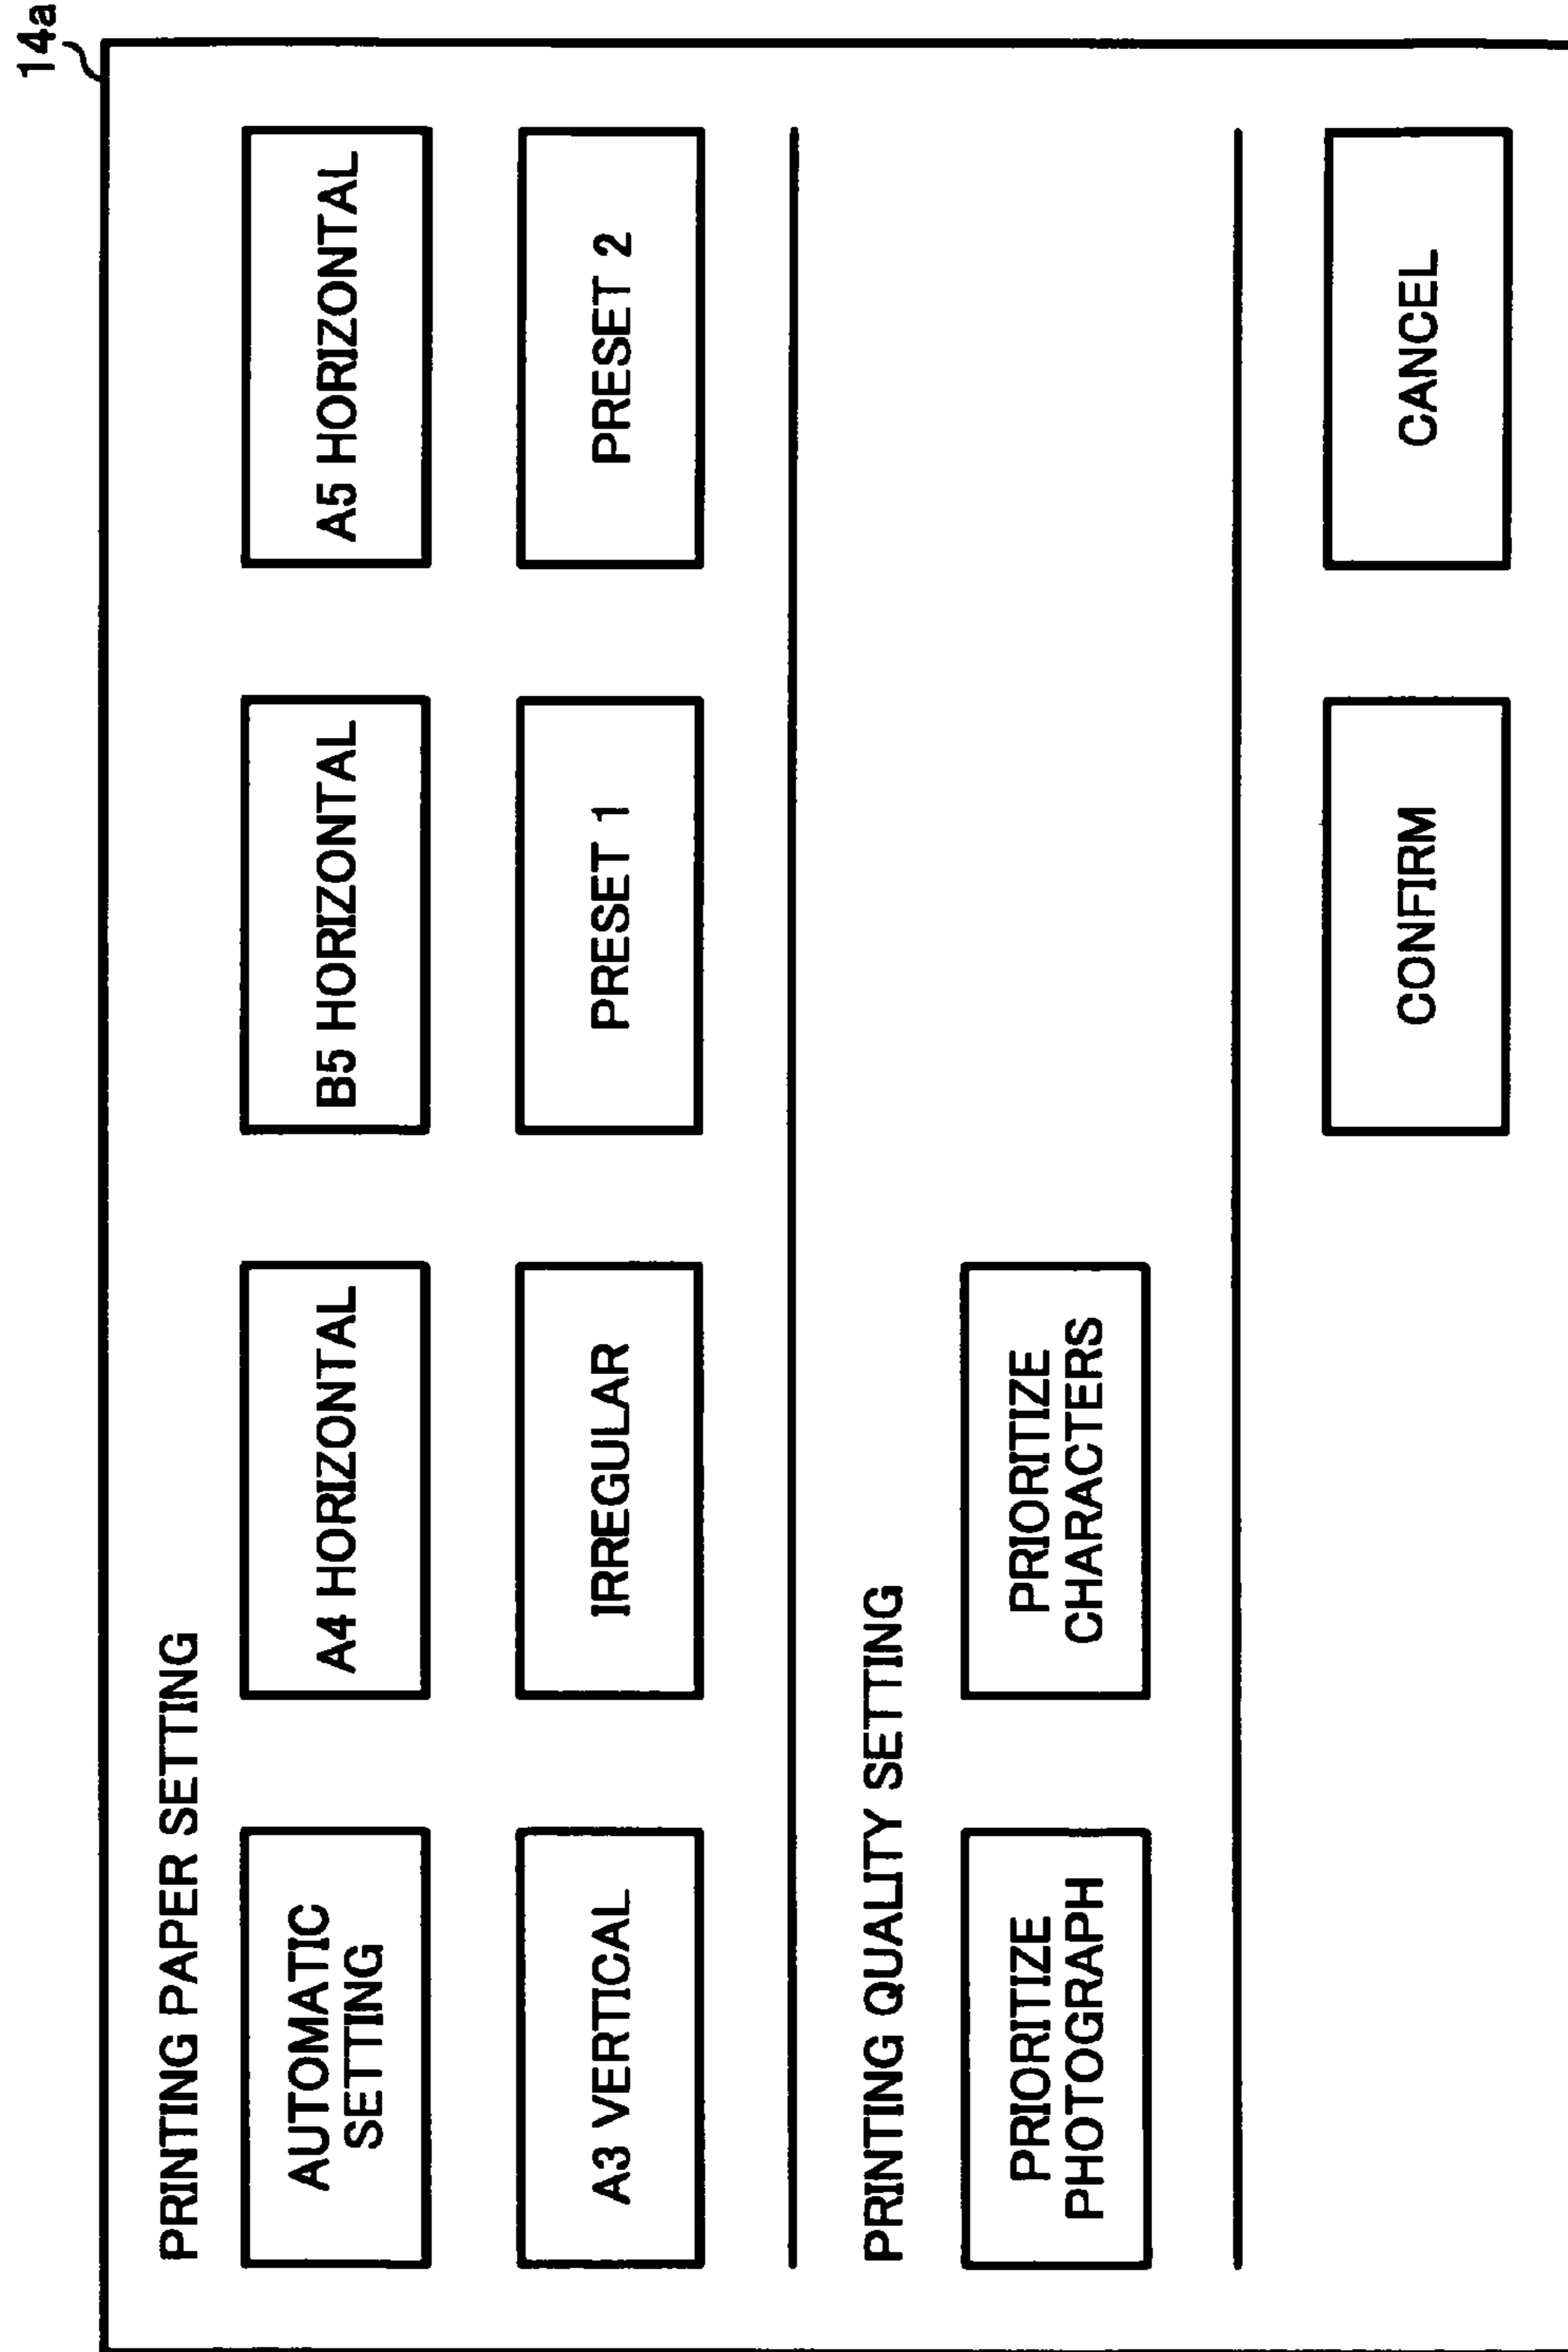 14a
PRINTING PAPER SETTING
AUTOMATIC
SETTING
A4 HORIZONTAL
B5 HORIZONTAL
A5 HORIZONTAL
A3 VERTICAL
IRREGULAR
PRESET 1
PRESET 2
PRINTING QUALITY SETTING
PRIORITIZE
PHOTOGRAPH
PRIORITIZE
CHARACTERS
CONFIRM
CANCEL